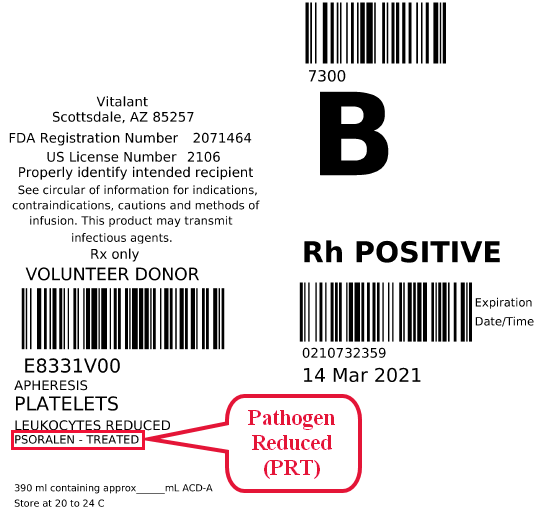 Vitalant
Scottsdale, AZ 85257
FDA Registration Number 2071464
US License Number 2106
Properly identify intended recipient
See circular of information for indications,
contraindications, cautions and methods of
infusion. This product may transmit
infectious agents.
Rx only
VOLUNTEER DONOR
E8331V00
APHERESIS
PLATELETS
LEUKOCYTES REDUCED
PSORALEN - TREATED
390 ml containing approx______mL ACD-A
Store at 20 to 24 C
7300
B
Rh POSITIVE
Expiration
Date/Time
0210732359
14 Mar 2021
Pathogen
Reduced
(PRT)